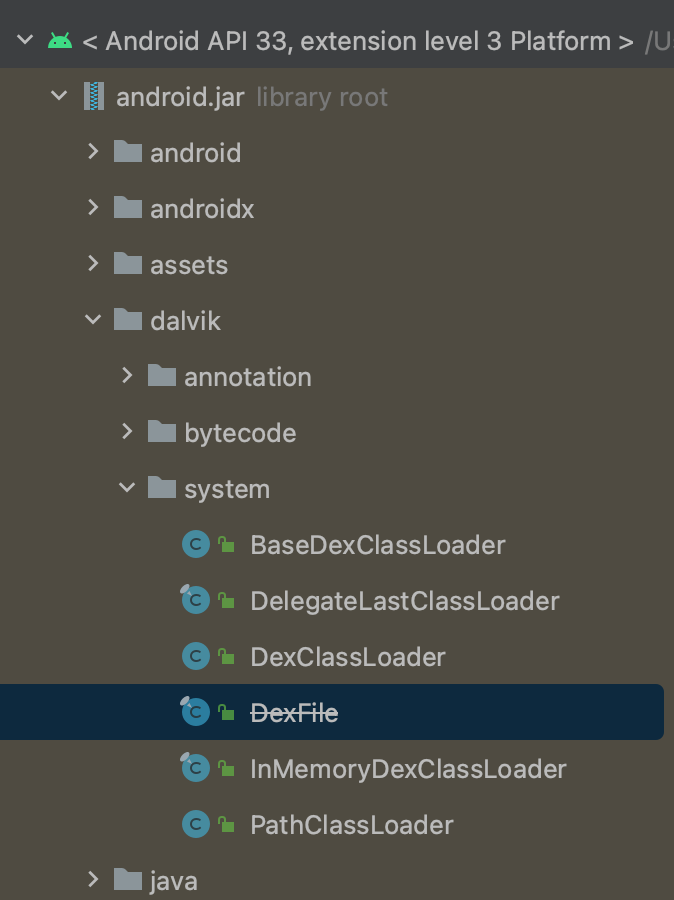 < Android API 33, extension level 3 Platform > /U
android.jar library root
android
androidx
assets
dalvik
annotation
bytecode
system
C BaseDexClassLoader
C DelegateLastClassLoader
C DexClassLoader
C DexFile
C InMemoryDexClassLoader
C PathClassLoader
java